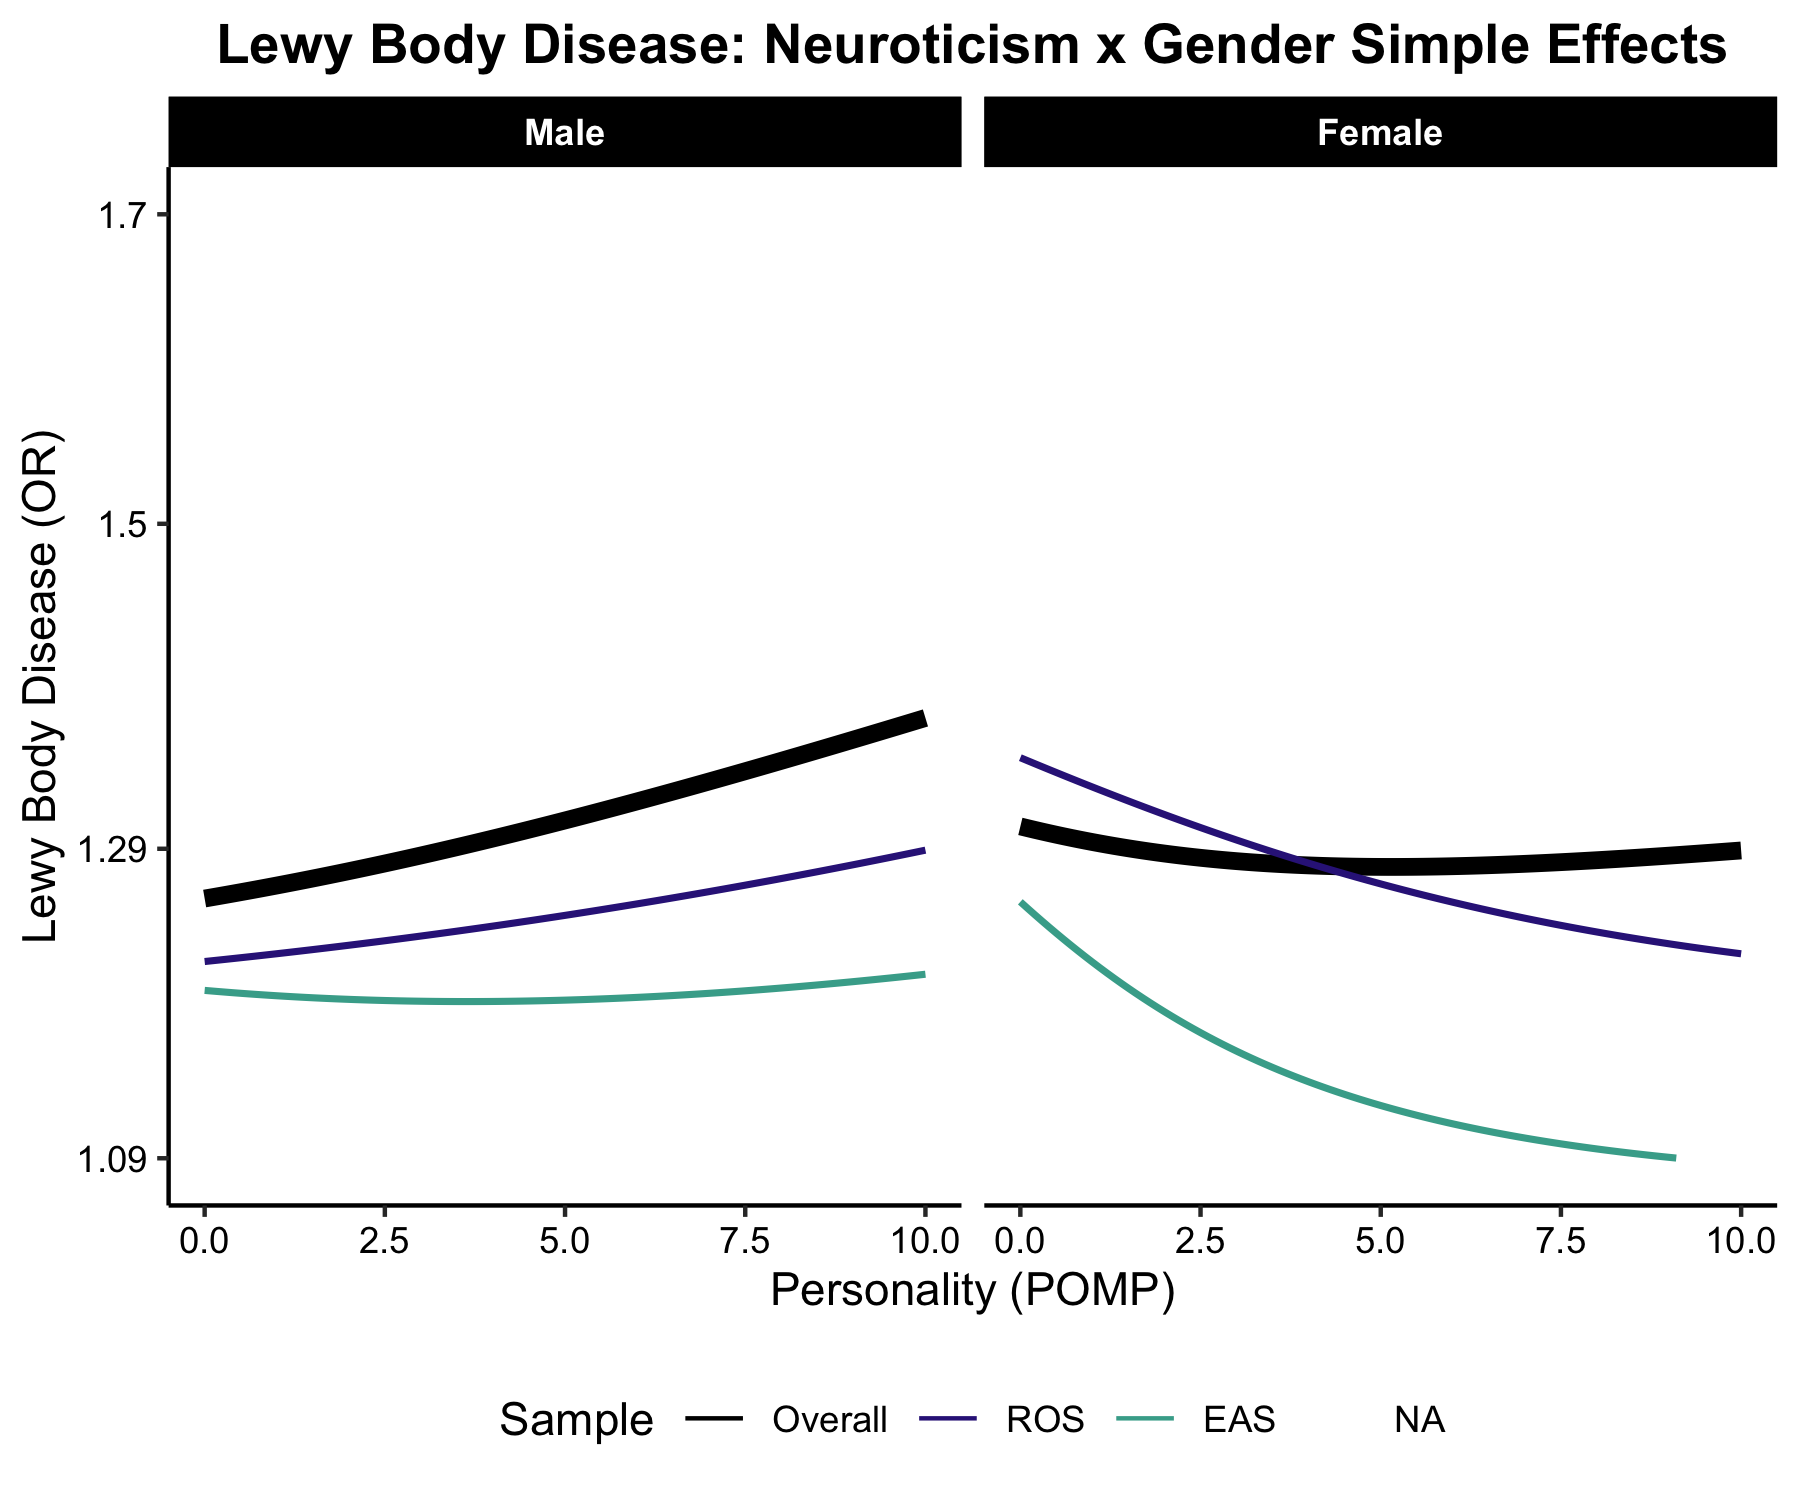 Lewy Body Disease: Neuroticism x Gender Simple Effects
Male Female
Lewy Body Disease (OR)
1.7
1.5
1.29
1.09
0.0 2.5 5.0 7.5 10.0 0.0 2.5 5.0 7.5 10.0
Personality (POMP)
Sample Overall ROS EAS NA